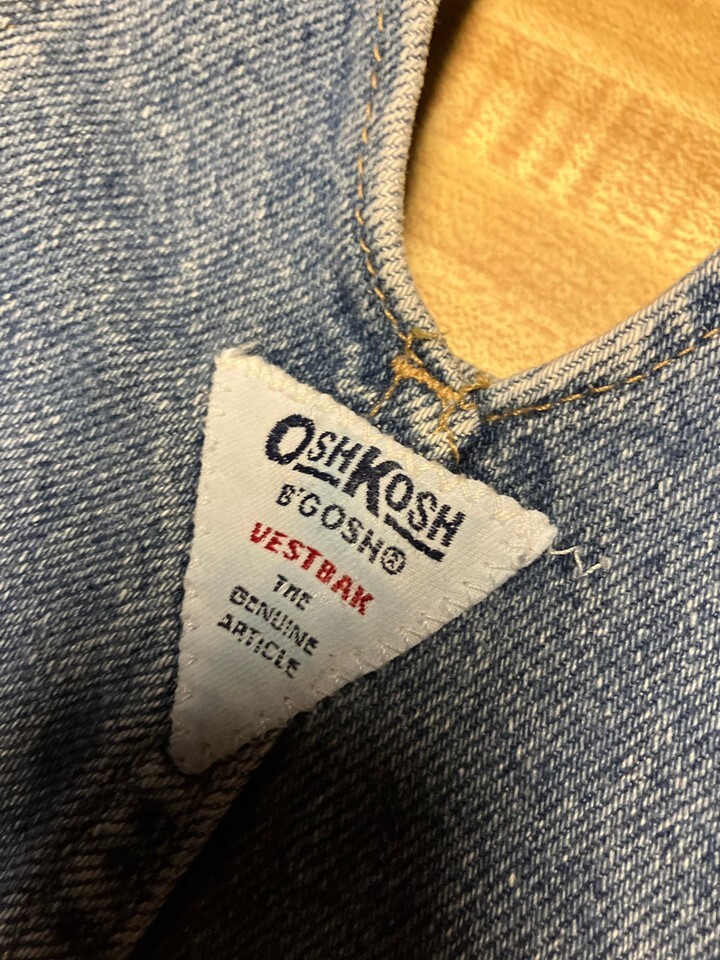 OSHKOSH
B'GOSH®
VESTBAK
THE
GENUINE
ARTICLE